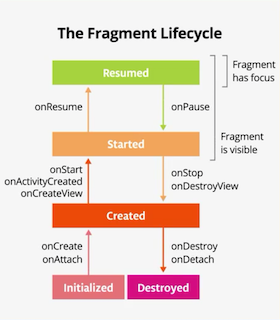 The Fragment Lifecycle
Resumed
Fragment
has focus
onResume
onPause
Started
Fragment
is visible
onStart
onActivityCreated
onCreateView
onStop
onDestroyView
Created
onCreate
onAttach
onDestroy
onDetach
Initialized
Destroyed